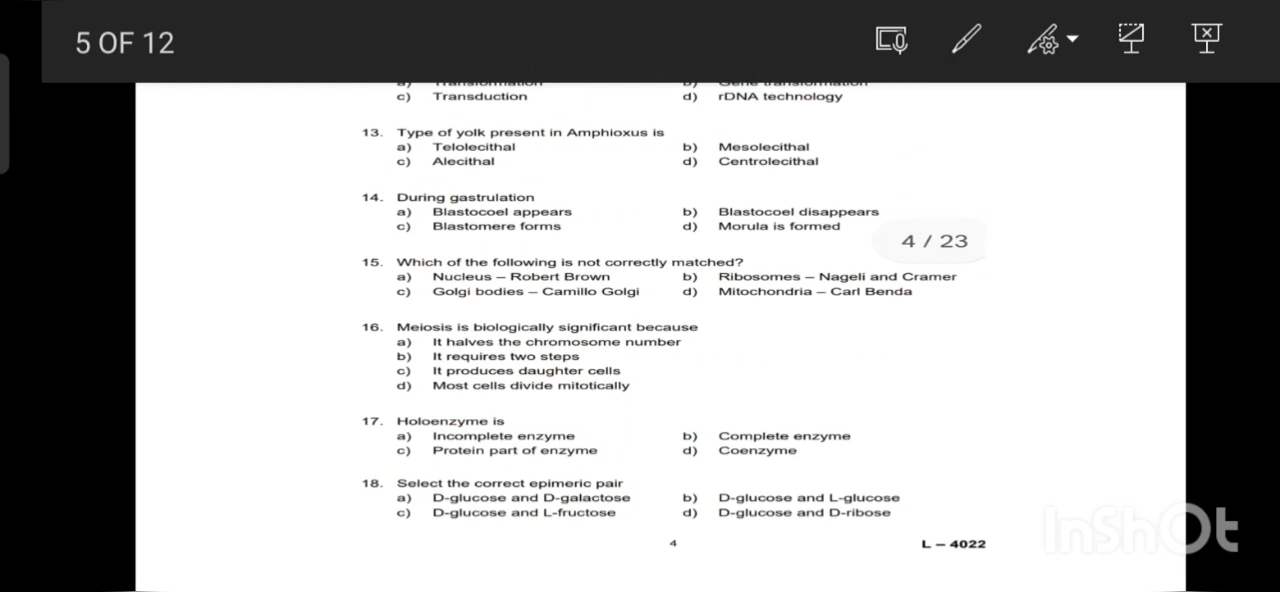 5 OF 12
a) Transformation b) Gene transformation
c) Transduction d) rDNA technology
13. Type of yolk present in Amphioxus is
a) Telolecithal b) Mesolecithal
c) Alecithal d) Centrolecithal
14. During gastrulation
a) Blastocoel appears b) Blastocoel disappears
c) Blastomere forms d) Morula is formed
4 / 23
15. Which of the following is not correctly matched?
a) Nucleus – Robert Brown b) Ribosomes – Nageli and Cramer
c) Golgi bodies – Camillo Golgi d) Mitochondria – Carl Benda
16. Meiosis is biologically significant because
a) It halves the chromosome number
b) It requires two steps
c) It produces daughter cells
d) Most cells divide mitotically
17. Holoenzyme is
a) Incomplete enzyme b) Complete enzyme
c) Protein part of enzyme d) Coenzyme
18. Select the correct epimeric pair
a) D-glucose and D-galactose b) D-glucose and L-glucose
c) D-glucose and L-fructose d) D-glucose and D-ribose
4 L – 4022
InShOt